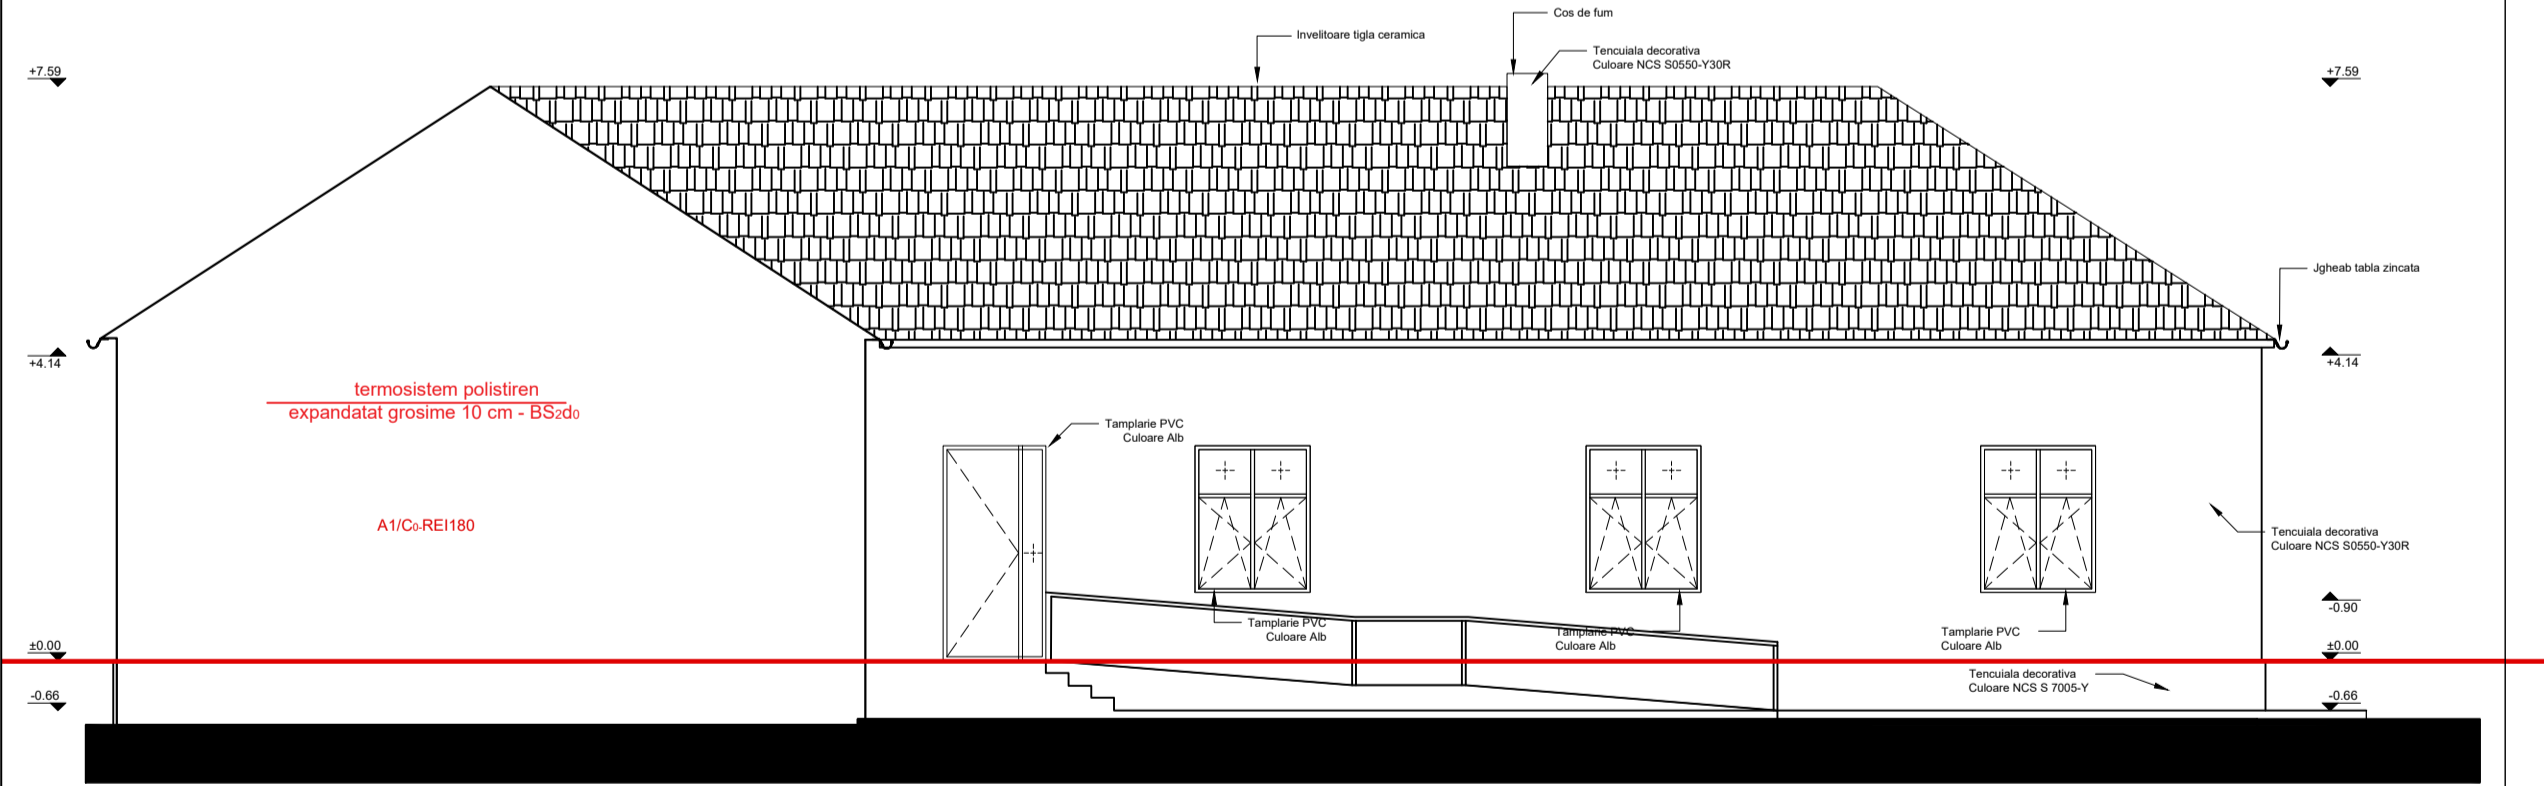 Cos de fum
Invelitoare tigla ceramica
Tencuiala decorativa
Culoare NCS S0550-Y30R
+7.59
+7.59
Jgheab tabla zincata
+4.14
+4.14
termosistem polistiren
expandatat grosime 10 cm - BS2d0
Tamplarie PVC
Culoare Alb
A1/C0-REI180
Tencuiala decorativa
Culoare NCS S0550-Y30R
-0.90
Tamplarie PVC
Culoare Alb
Tamplarie PVC
Culoare Alb
Tamplarie PVC
Culoare Alb
±0.00
±0.00
Tencuiala decorativa
Culoare NCS S 7005-Y
-0.66
-0.66